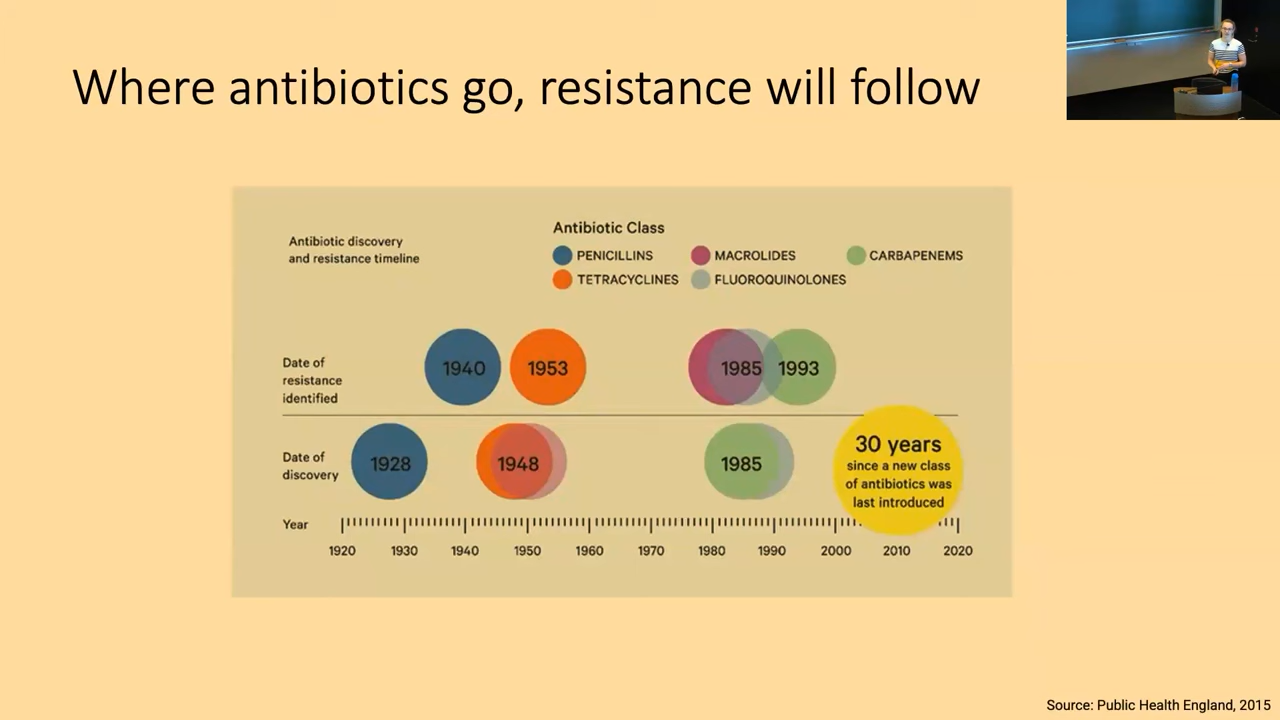 Where antibiotics go, resistance will follow
Antibiotic discovery
and resistance timeline
Antibiotic Class
PENICILLINS
MACROLIDES
CARBAPENEMS
TETRACYCLINES
FLUOROQUINOLONES
Date of
resistance
identified
1940
1953
1985
1993
Date of
discovery
1928
1948
1985
30 years
since a new class
of antibiotics was
last introduced
Year
1920 1930 1940 1950 1960 1970 1980 1990 2000 2010 2020
Source: Public Health England, 2015